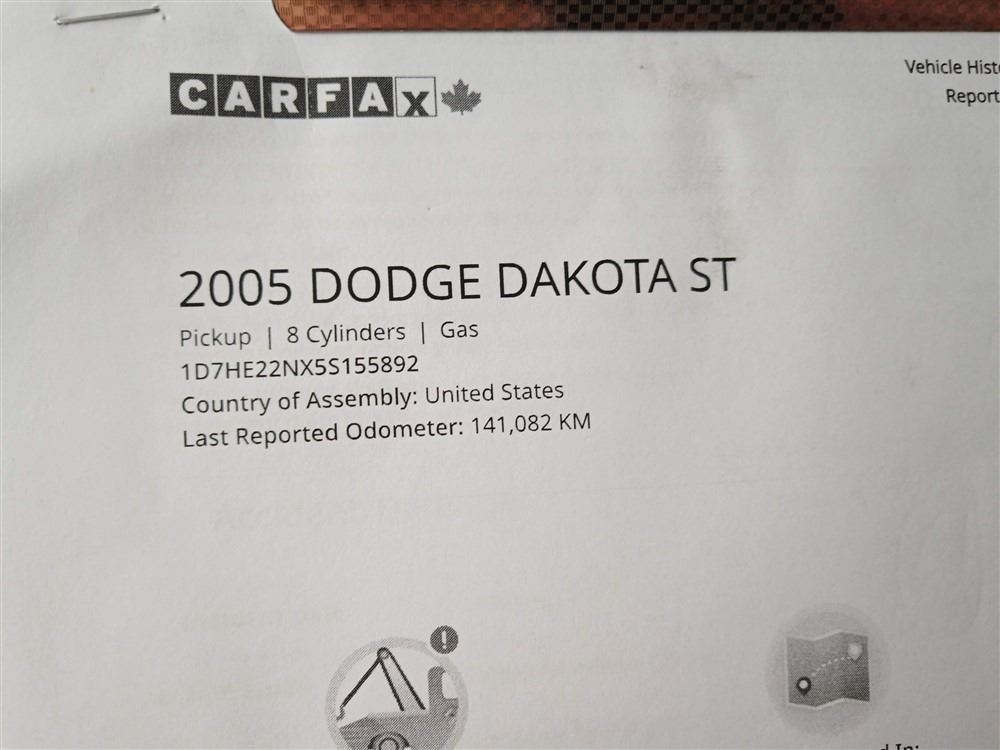 CARFAX
Vehicle
Report
2005 DODGE DAKOTA ST
Pickup | 8 Cylinders | Gas
1D7HE22NX5S155892
Country of Assembly: United States
Last Reported Odometer: 141,082 KM
In: